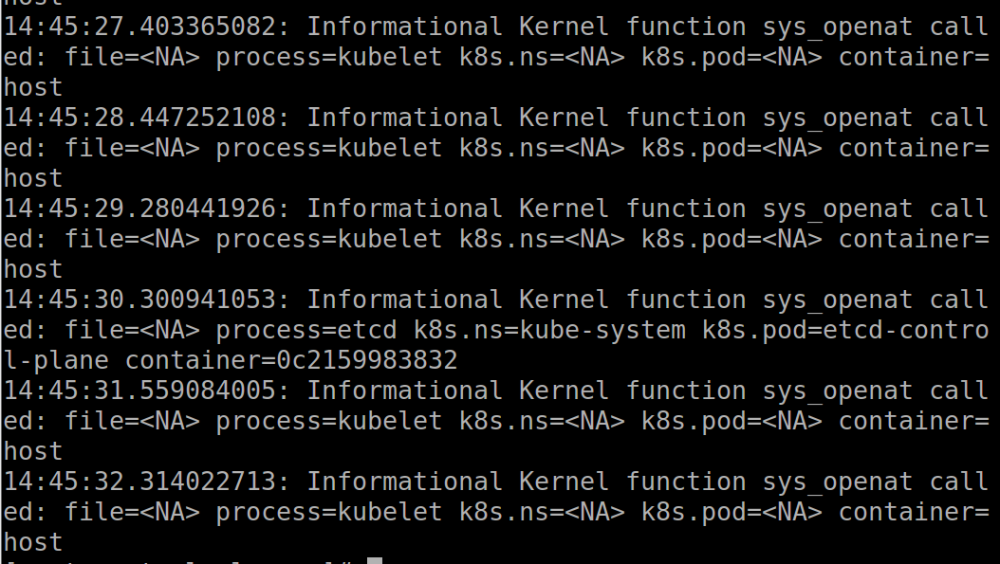 host
14:45:27.403365082: Informational Kernel function sys_openat call
ed: file=<NA> process=kubelet k8s.ns=<NA> k8s.pod=<NA> container=
host
14:45:28.447252108: Informational Kernel function sys_openat call
ed: file=<NA> process=kubelet k8s.ns=<NA> k8s.pod=<NA> container=
host
14:45:29.280441926: Informational Kernel function sys_openat call
ed: file=<NA> process=kubelet k8s.ns=<NA> k8s.pod=<NA> container=
host
14:45:30.300941053: Informational Kernel function sys_openat call
ed: file=<NA> process=etcd k8s.ns=kube-system k8s.pod=etcd-contro
l-plane container=0c2159983832
14:45:31.559084005: Informational Kernel function sys_openat call
ed: file=<NA> process=kubelet k8s.ns=<NA> k8s.pod=<NA> container=
host
14:45:32.314022713: Informational Kernel function sys_openat call
ed: file=<NA> process=kubelet k8s.ns=<NA> k8s.pod=<NA> container=
host